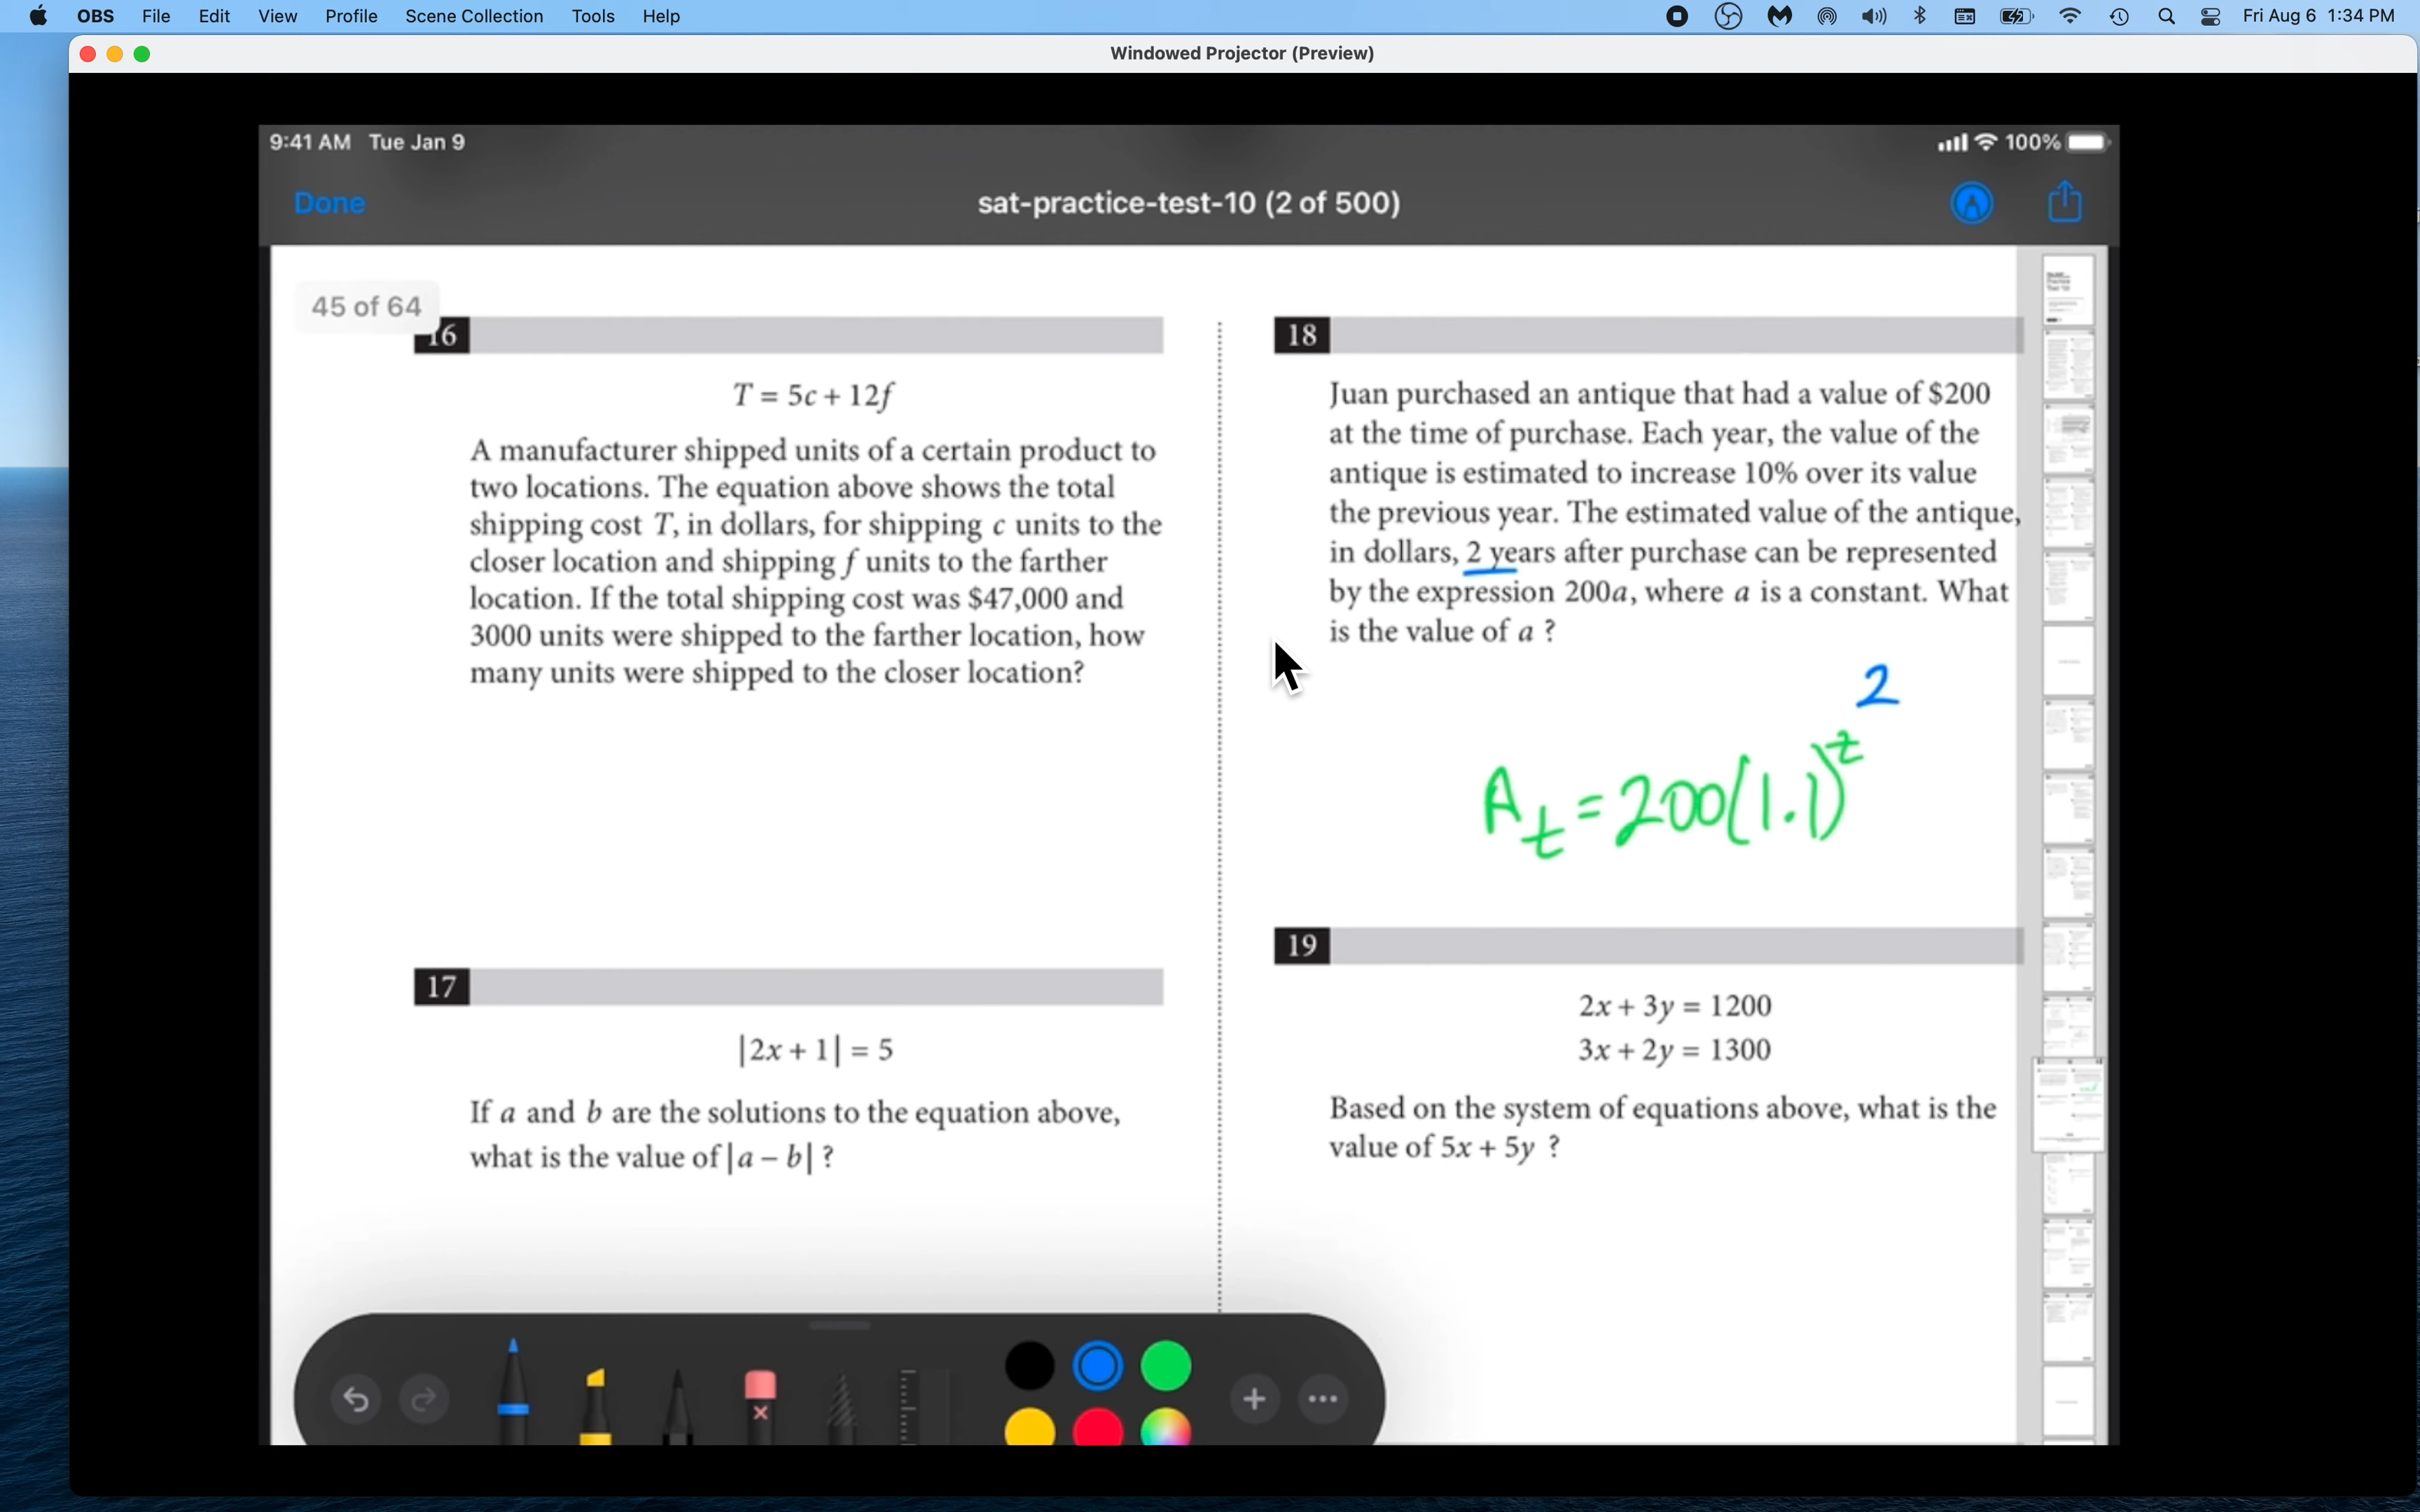 OBS File Edit View Profile Scene Collection Tools Help Fri Aug 6 1:34 PM
Windowed Projector (Preview)
9:41 AM Tue Jan 9 100%
Done sat-practice-test-10 (2 of 500)
45 of 64
16
T = 5c + 12f
A manufacturer shipped units of a certain product to
two locations. The equation above shows the total
shipping cost T, in dollars, for shipping c units to the
closer location and shipping f units to the farther
location. If the total shipping cost was $47,000 and
3000 units were shipped to the farther location, how
many units were shipped to the closer location?
17
|2x + 1| = 5
If a and b are the solutions to the equation above,
what is the value of |a – b| ?
18
Juan purchased an antique that had a value of $200
at the time of purchase. Each year, the value of the
antique is estimated to increase 10% over its value
the previous year. The estimated value of the antique,
in dollars, 2 years after purchase can be represented
by the expression 200a, where a is a constant. What
is the value of a ?
2
A_t = 200(1.1)^t
19
2x + 3y = 1200
3x + 2y = 1300
Based on the system of equations above, what is the
value of 5x + 5y ?